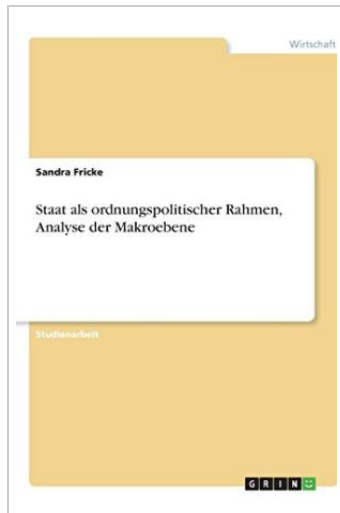 Wirtschaft
Sandra Fricke
Staat als ordnungspolitischer Rahmen,
Analyse der Makroebene
Studienarbeit
GRIN